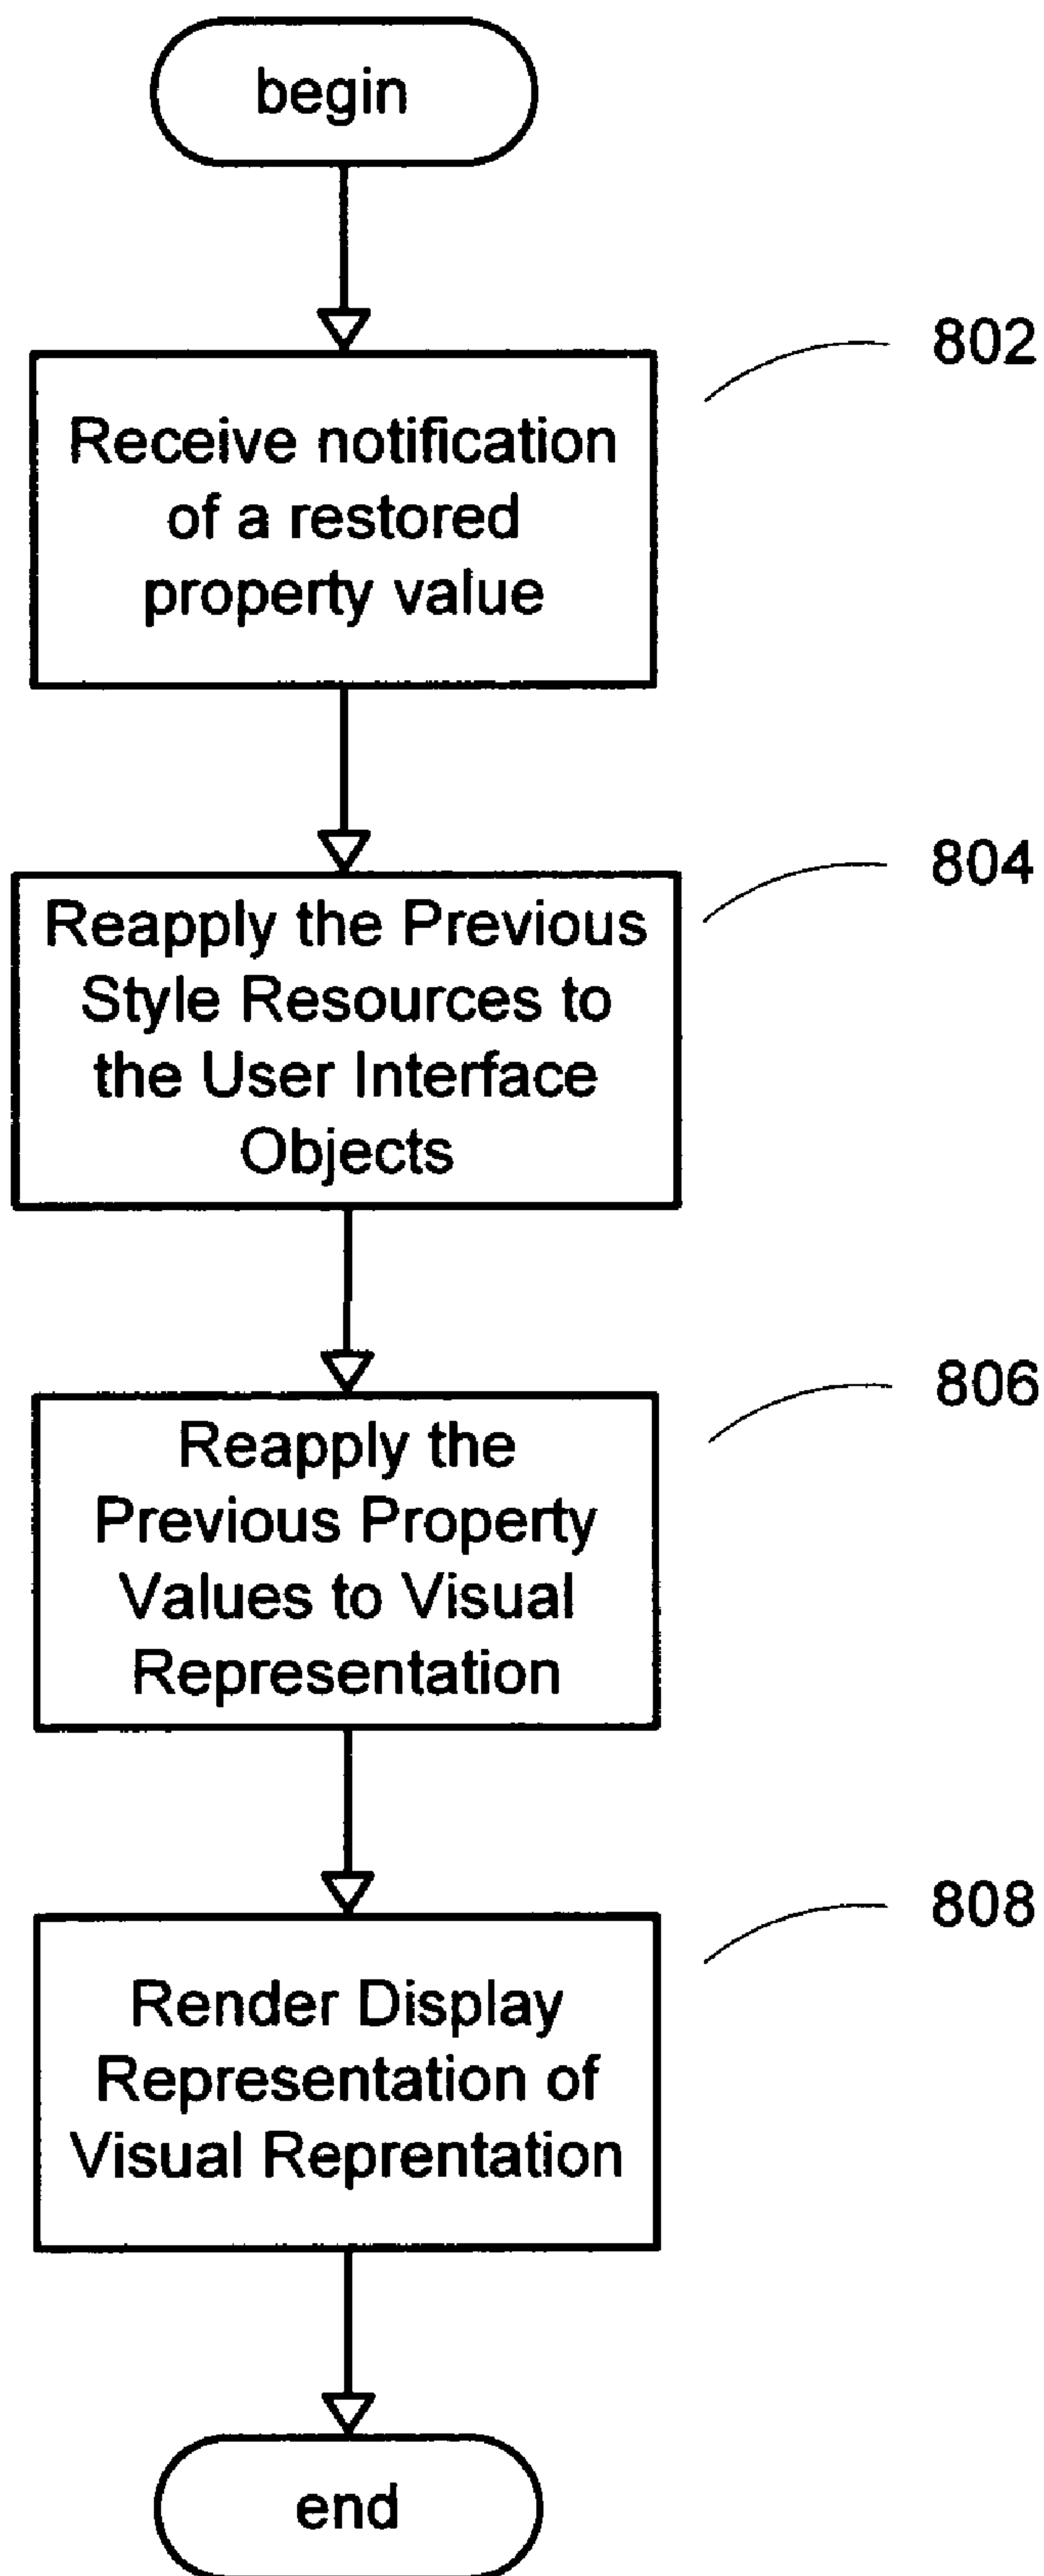 begin
802
Receive notification
of a restored
property value
804
Reapply the Previous
Style Resources to
the User Interface
Objects
806
Reapply the
Previous Property
Values to Visual
Representation
808
Render Display
Representation of
Visual Reprentation
end